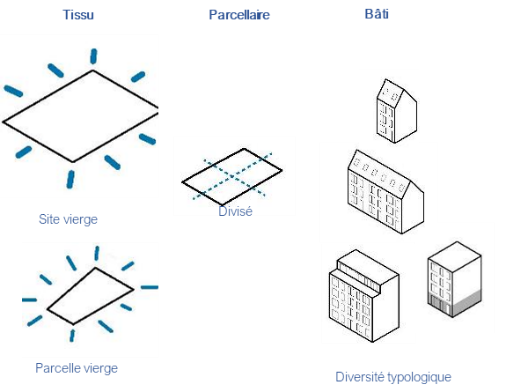 Tissu
Parcellaire
Bâti
Site vierge
Divisé
Parcelle vierge
Diversité typologique